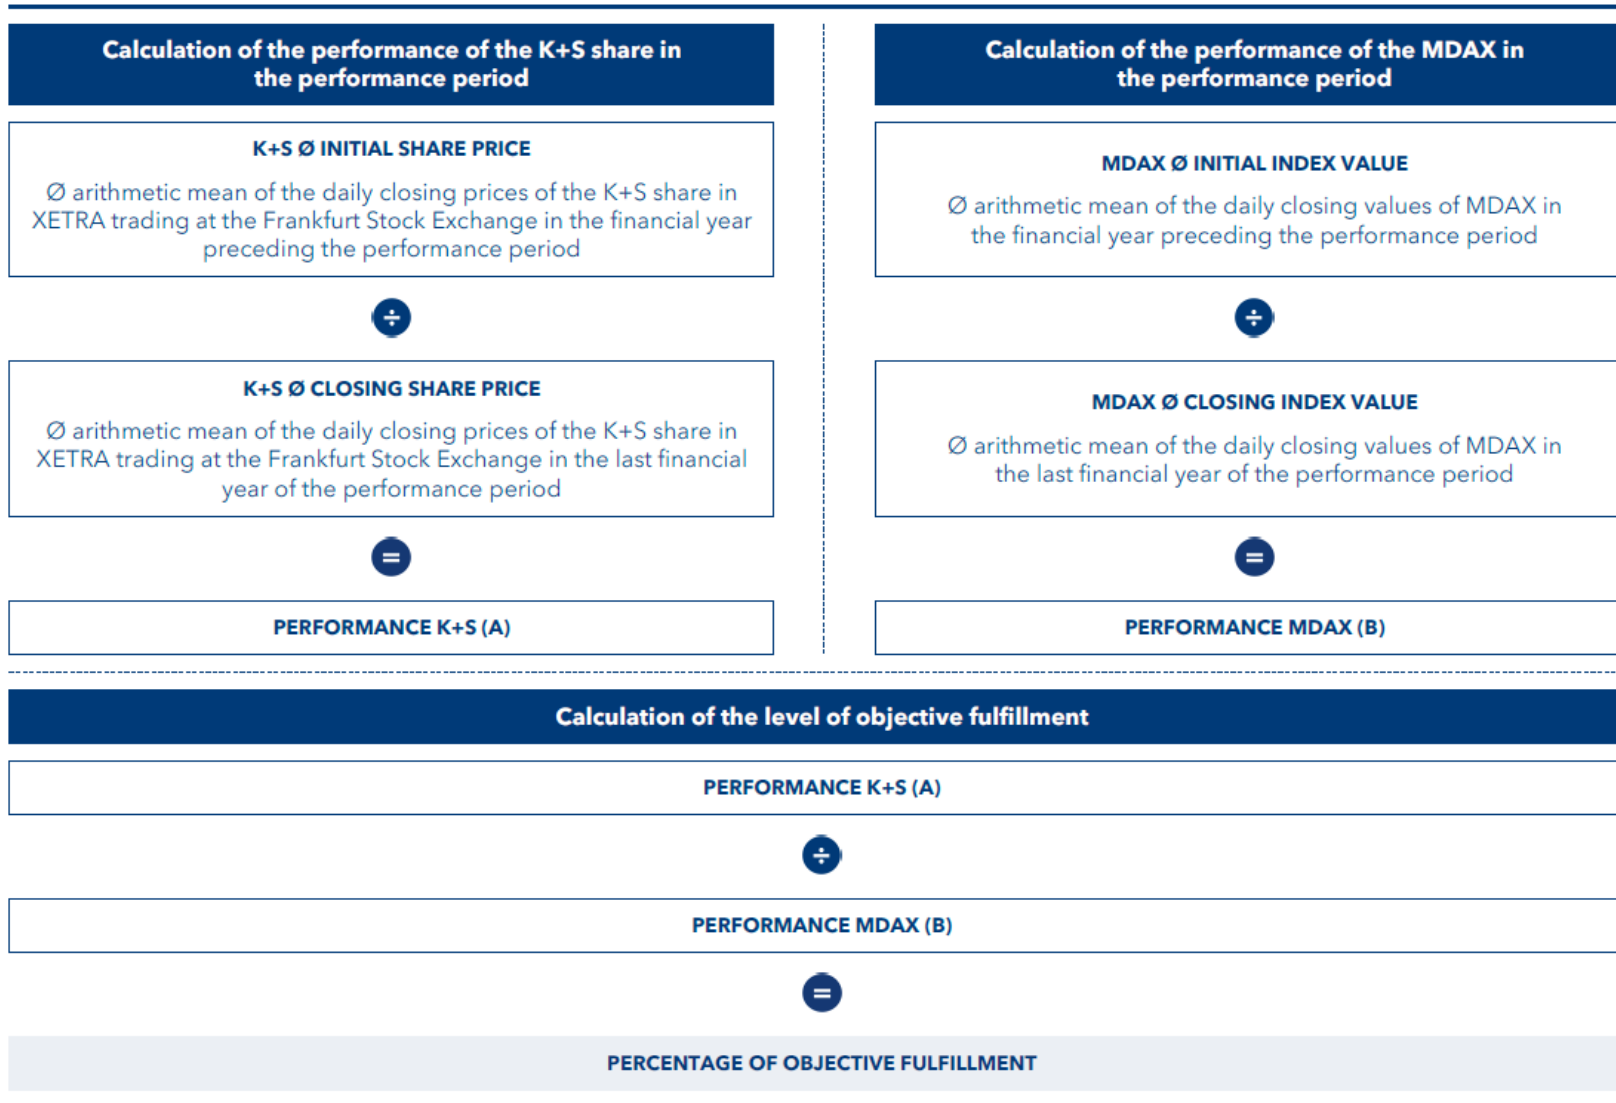 Calculation of the performance of the K+S share in
the performance period
K+S Ø INITIAL SHARE PRICE
Ø arithmetic mean of the daily closing prices of the K+S share in
XETRA trading at the Frankfurt Stock Exchange in the financial year
preceding the performance period
÷
K+S Ø CLOSING SHARE PRICE
Ø arithmetic mean of the daily closing prices of the K+S share in
XETRA trading at the Frankfurt Stock Exchange in the last financial
year of the performance period
=
PERFORMANCE K+S (A)
Calculation of the performance of the MDAX in
the performance period
MDAX Ø INITIAL INDEX VALUE
Ø arithmetic mean of the daily closing values of MDAX in
the financial year preceding the performance period
÷
MDAX Ø CLOSING INDEX VALUE
Ø arithmetic mean of the daily closing values of MDAX in
the last financial year of the performance period
=
PERFORMANCE MDAX (B)
Calculation of the level of objective fulfillment
PERFORMANCE K+S (A)
÷
PERFORMANCE MDAX (B)
=
PERCENTAGE OF OBJECTIVE FULFILLMENT